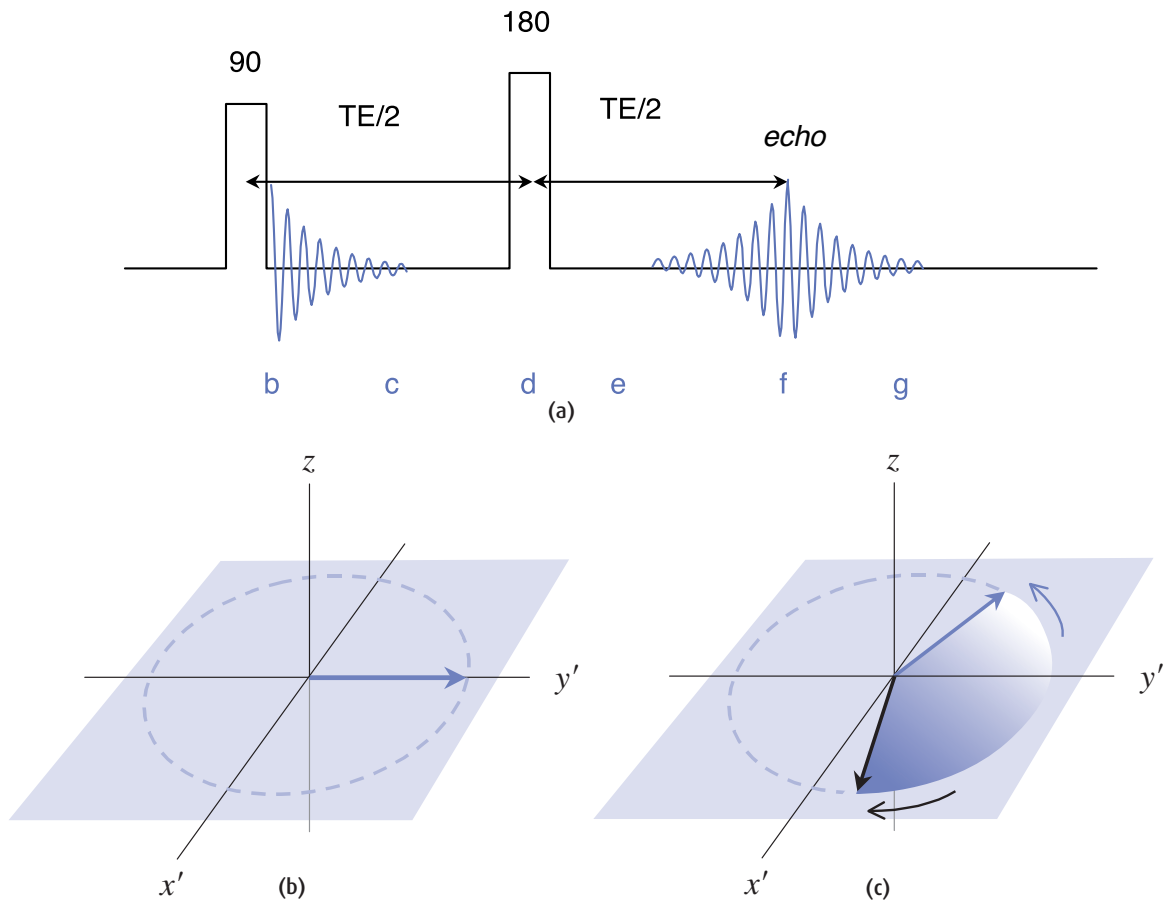 180
90
TE/2
TE/2
echo
b c d e f g
(a)
z
z
y′
y′
x′
(b)
x′
(c)